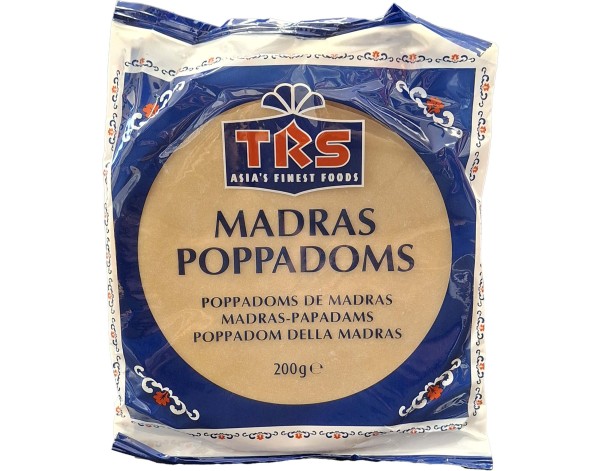 TRS
ASIA'S FINEST FOODS
MADRAS
POPPADOMS
POPPADOMS DE MADRAS
MADRAS-PAPADAMS
POPPADOM DELLA MADRAS
200g℮